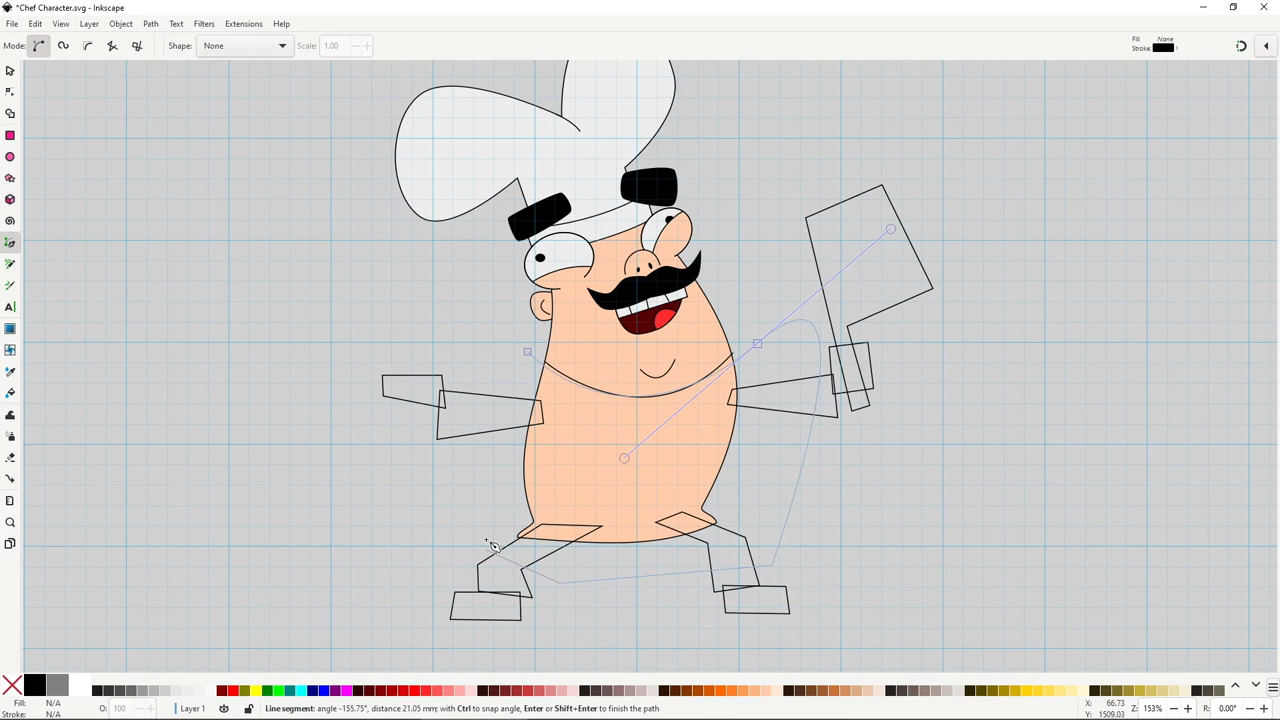 *Chef Character.svg - Inkscape
File Edit View Layer Object Path Text Filters Extensions Help
Mode: Shape: None Scale: 1.00 Fill: None
Stroke: 1
Fill: N/A
Stroke: N/A
O: 100
Layer 1
Line segment: angle -155.75°, distance 21.05 mm; with Ctrl to snap angle, Enter or Shift+Enter to finish the path
X: 66.73
Y: 1509.03
Z: 153%
R: 0.00°